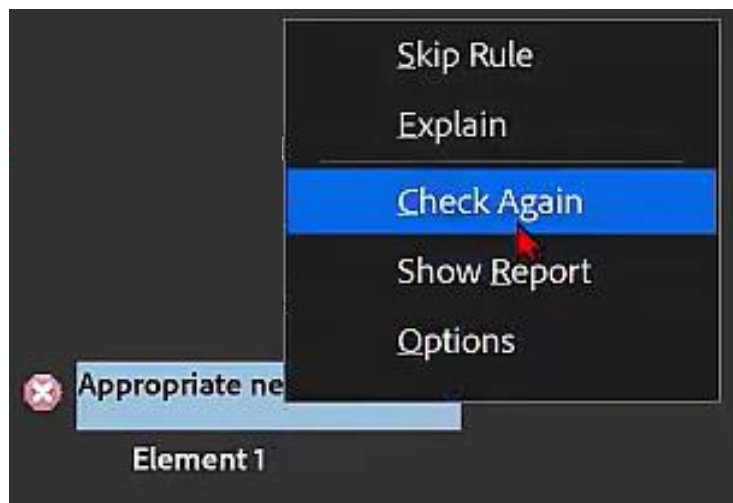 Skip Rule
Explain
Check Again
Show Report
Options
Appropriate ne
Element 1